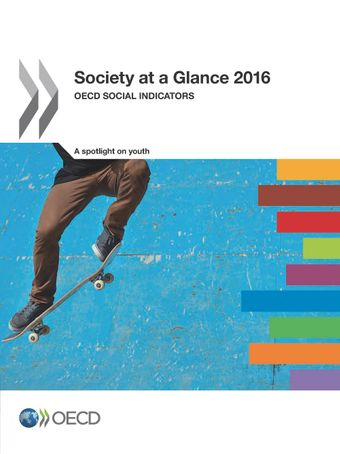 Society at a Glance 2016
OECD SOCIAL INDICATORS
A spotlight on youth
OECD